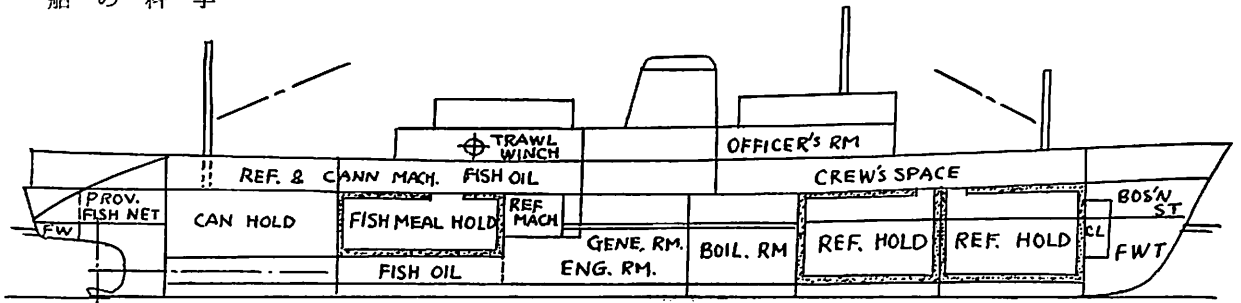 船の科学
TRAWL
WINCH
OFFICER'S RM
REF. & CANN MACH. FISH OIL
CREW'S SPACE
PROV.
FISH NET
FW
CAN HOLD
FISH MEAL HOLD
REF
MACH
GENE. RM.
ENG. RM.
BOIL. RM
REF. HOLD
REF. HOLD
CL
BOS'N
ST
FWT
FISH OIL